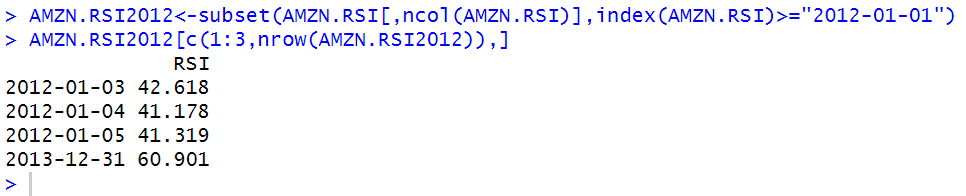 > AMZN.RSI2012<-subset(AMZN.RSI[,ncol(AMZN.RSI)],index(AMZN.RSI)>="2012-01-01")
> AMZN.RSI2012[c(1:3,nrow(AMZN.RSI2012)),]
RSI
2012-01-03 42.618
2012-01-04 41.178
2012-01-05 41.319
2013-12-31 60.901
>